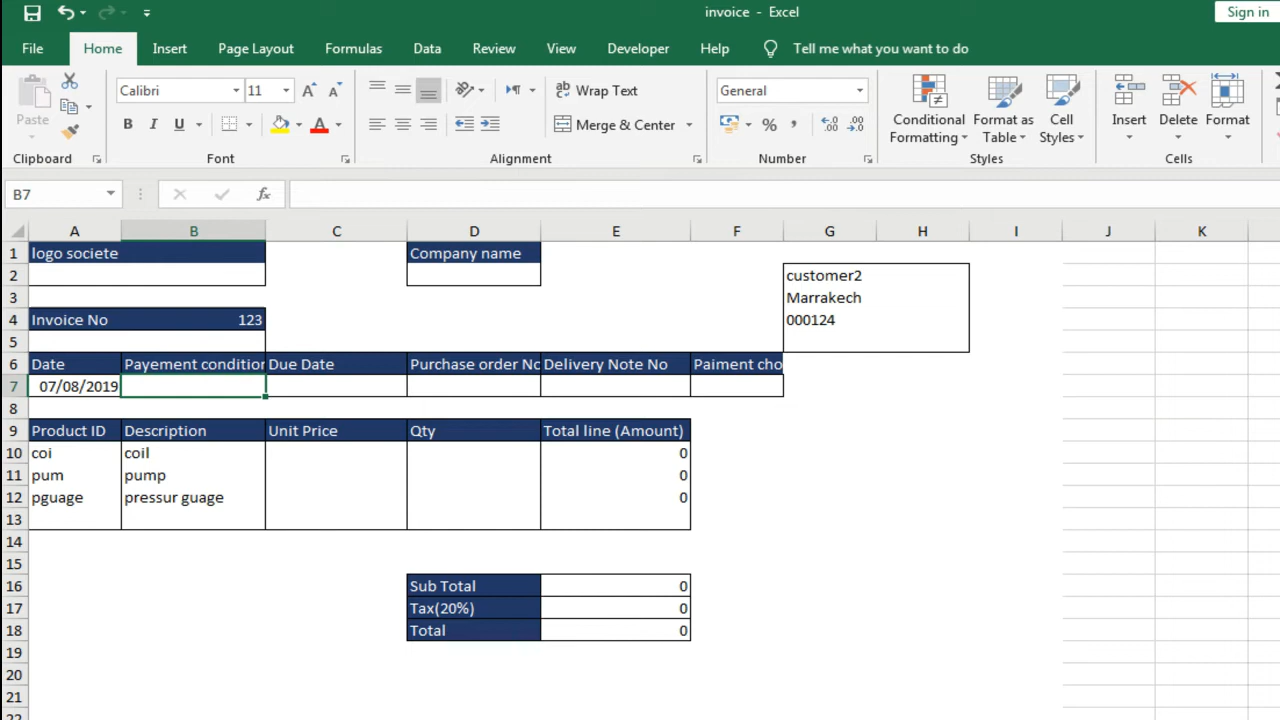 invoice - Excel
Sign in
File Home Insert Page Layout Formulas Data Review View Developer Help Tell me what you want to do
Calibri 11 Wrap Text General
Paste B I U Merge & Center % Conditional Formatting Format as Table Cell Styles Insert Delete Format
Clipboard Font Alignment Number Styles Cells
B7 fx
A B C D E F G H I J K
1 logo societe Company name
2 customer2
3 Marrakech
4 Invoice No 123 000124
5
6 Date Payement condition Due Date Purchase order No Delivery Note No Paiment cho
7 07/08/2019
8
9 Product ID Description Unit Price Qty Total line (Amount)
10 coi coil 0
11 pum pump 0
12 pguage pressur guage 0
13
14
15
16 Sub Total 0
17 Tax(20%) 0
18 Total 0
19
20
21
22